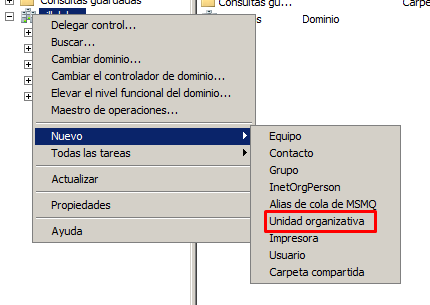 Consultas guardadas
Consultas gu...
Carpe
Dominio
Delegar control...
Buscar...
Cambiar dominio...
Cambiar el controlador de dominio...
Elevar el nivel funcional del dominio...
Maestro de operaciones...
Nuevo
Todas las tareas
Actualizar
Propiedades
Ayuda
Equipo
Contacto
Grupo
InetOrgPerson
Alias de cola de MSMQ
Unidad organizativa
Impresora
Usuario
Carpeta compartida